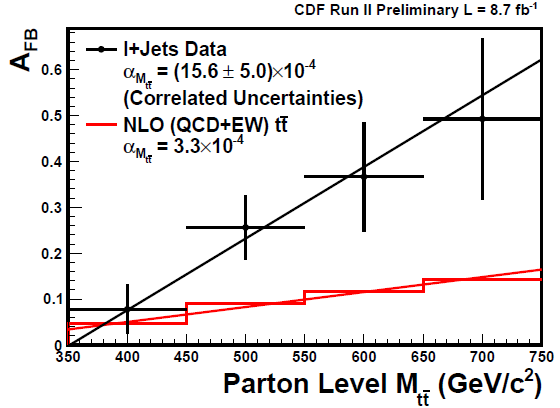 CDF Run II Preliminary L = 8.7 fb⁻¹
A_FB
l+Jets Data
α_M_tt̄ = (15.6 ± 5.0)×10⁻⁴
(Correlated Uncertainties)
NLO (QCD+EW) tt̄
α_M_tt̄ = 3.3×10⁻⁴
0.6
0.5
0.4
0.3
0.2
0.1
0
350 400 450 500 550 600 650 700 750
Parton Level M_tt̄ (GeV/c²)